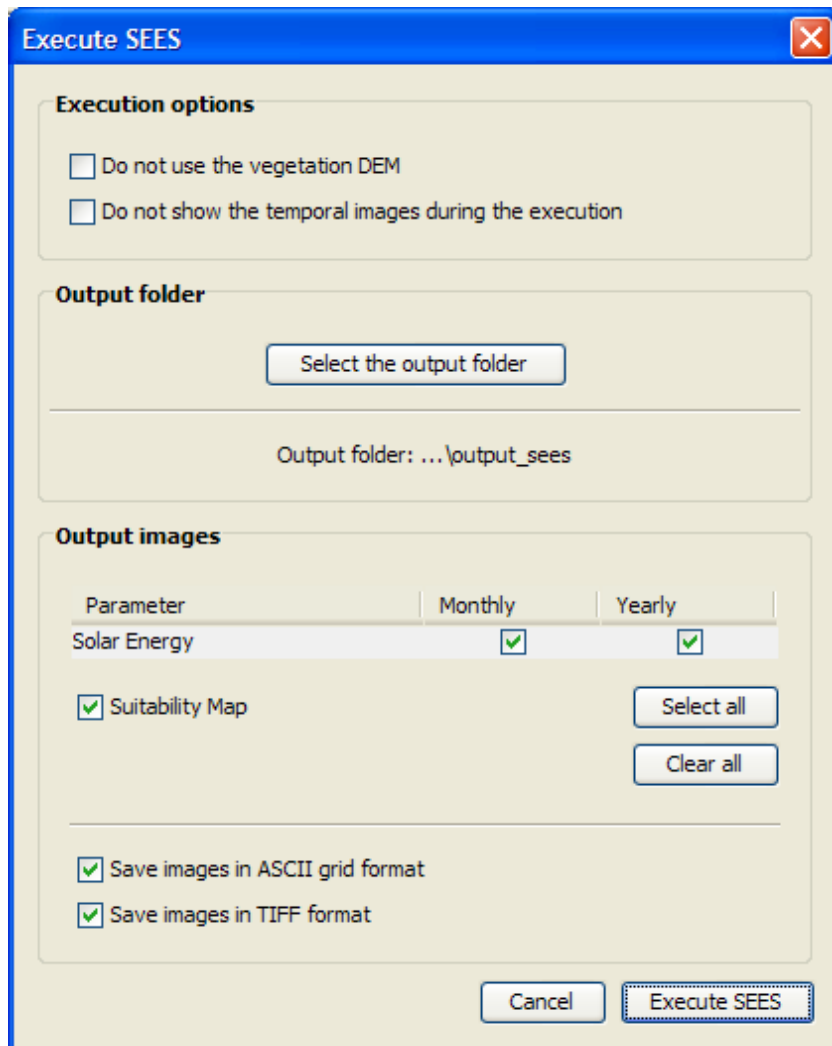 Execute SEES
Execution options
Do not use the vegetation DEM
Do not show the temporal images during the execution
Output folder
Select the output folder
Output folder: ...\output_sees
Output images
Parameter Monthly Yearly
Solar Energy
Suitability Map
Select all
Clear all
Save images in ASCII grid format
Save images in TIFF format
Cancel Execute SEES